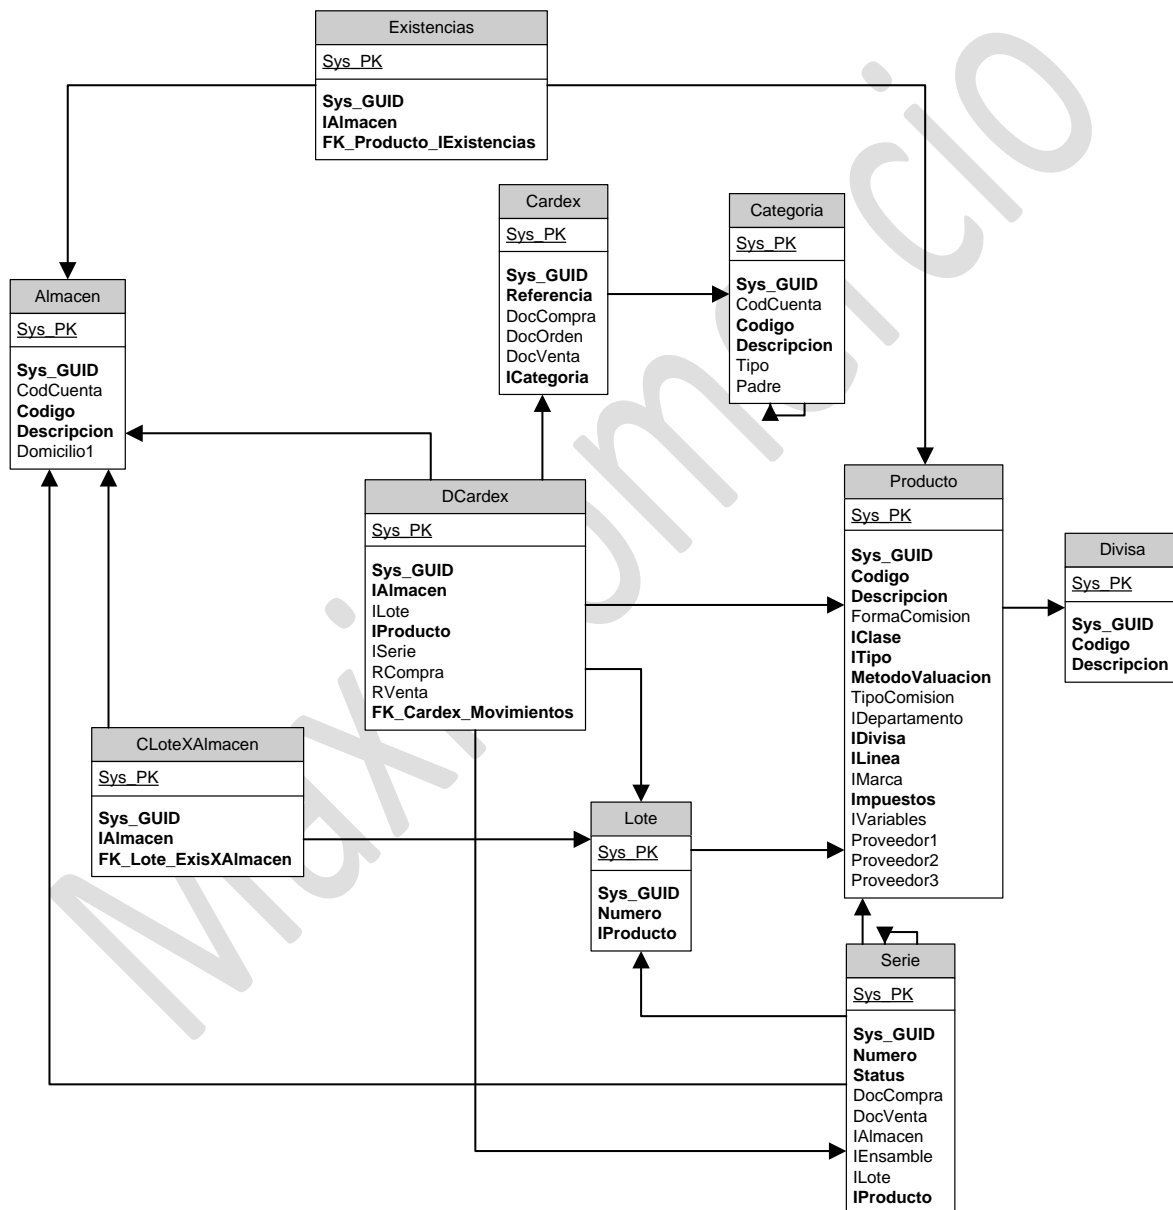 Existencias
Sys_PK
Sys_GUID
IAlmacen
FK_Producto_IExistencias
Cardex
Sys_PK
Sys_GUID
Referencia
DocCompra
DocOrden
DocVenta
ICategoria
Categoria
Sys_PK
Sys_GUID
CodCuenta
Codigo
Descripcion
Tipo
Padre
Almacen
Sys_PK
Sys_GUID
CodCuenta
Codigo
Descripcion
Domicilio1
DCardex
Sys_PK
Sys_GUID
IAlmacen
ILote
IProducto
ISerie
RCompra
RVenta
FK_Cardex_Movimientos
Producto
Sys_PK
Sys_GUID
Codigo
Descripcion
FormaComision
IClase
ITipo
MetodoValuacion
TipoComision
IDepartamento
IDivisa
ILinea
IMarca
Impuestos
IVariables
Proveedor1
Proveedor2
Proveedor3
Divisa
Sys_PK
Sys_GUID
Codigo
Descripcion
CLoteXAlmacen
Sys_PK
Sys_GUID
IAlmacen
FK_Lote_ExisXAlmacen
Lote
Sys_PK
Sys_GUID
Numero
IProducto
Serie
Sys_PK
Sys_GUID
Numero
Status
DocCompra
DocVenta
IAlmacen
IEnsamble
ILote
IProducto